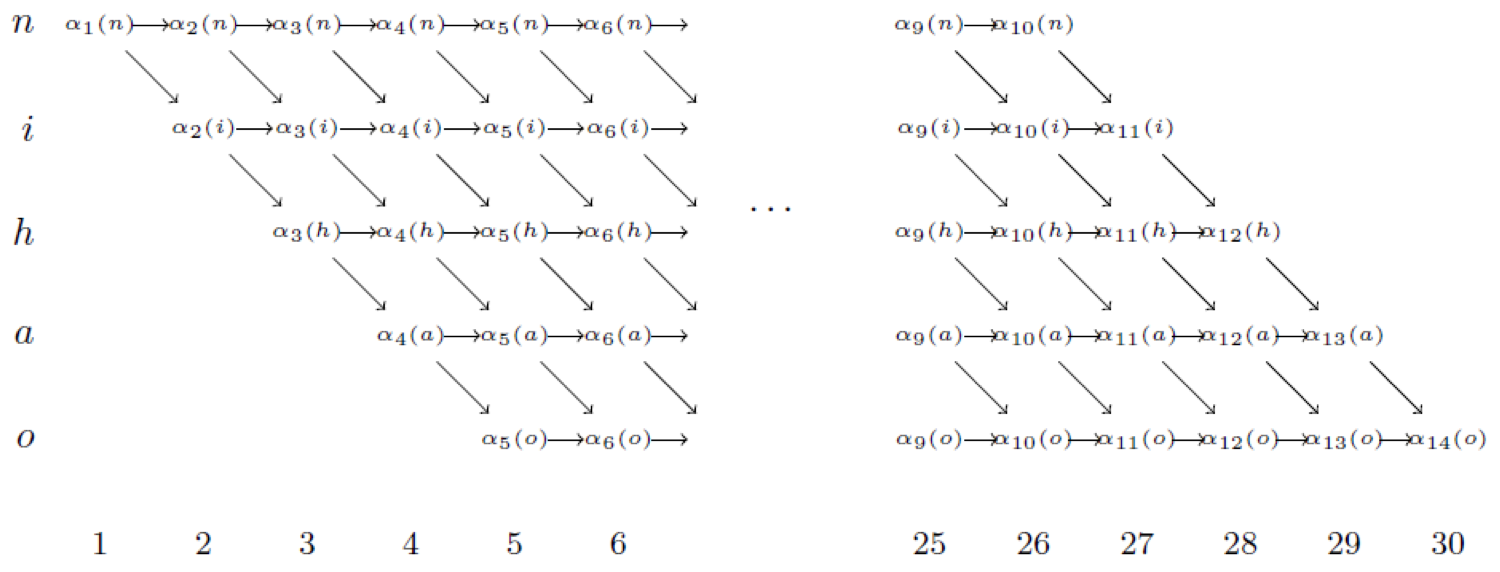 n α₁(n) α₂(n) α₃(n) α₄(n) α₅(n) α₆(n) α₉(n) α₁₀(n)
i α₂(i) α₃(i) α₄(i) α₅(i) α₆(i) α₉(i) α₁₀(i) α₁₁(i)
...
h α₃(h) α₄(h) α₅(h) α₆(h) α₉(h) α₁₀(h) α₁₁(h) α₁₂(h)
a α₄(a) α₅(a) α₆(a) α₉(a) α₁₀(a) α₁₁(a) α₁₂(a) α₁₃(a)
o α₅(o) α₆(o) α₉(o) α₁₀(o) α₁₁(o) α₁₂(o) α₁₃(o) α₁₄(o)
1 2 3 4 5 6 25 26 27 28 29 30